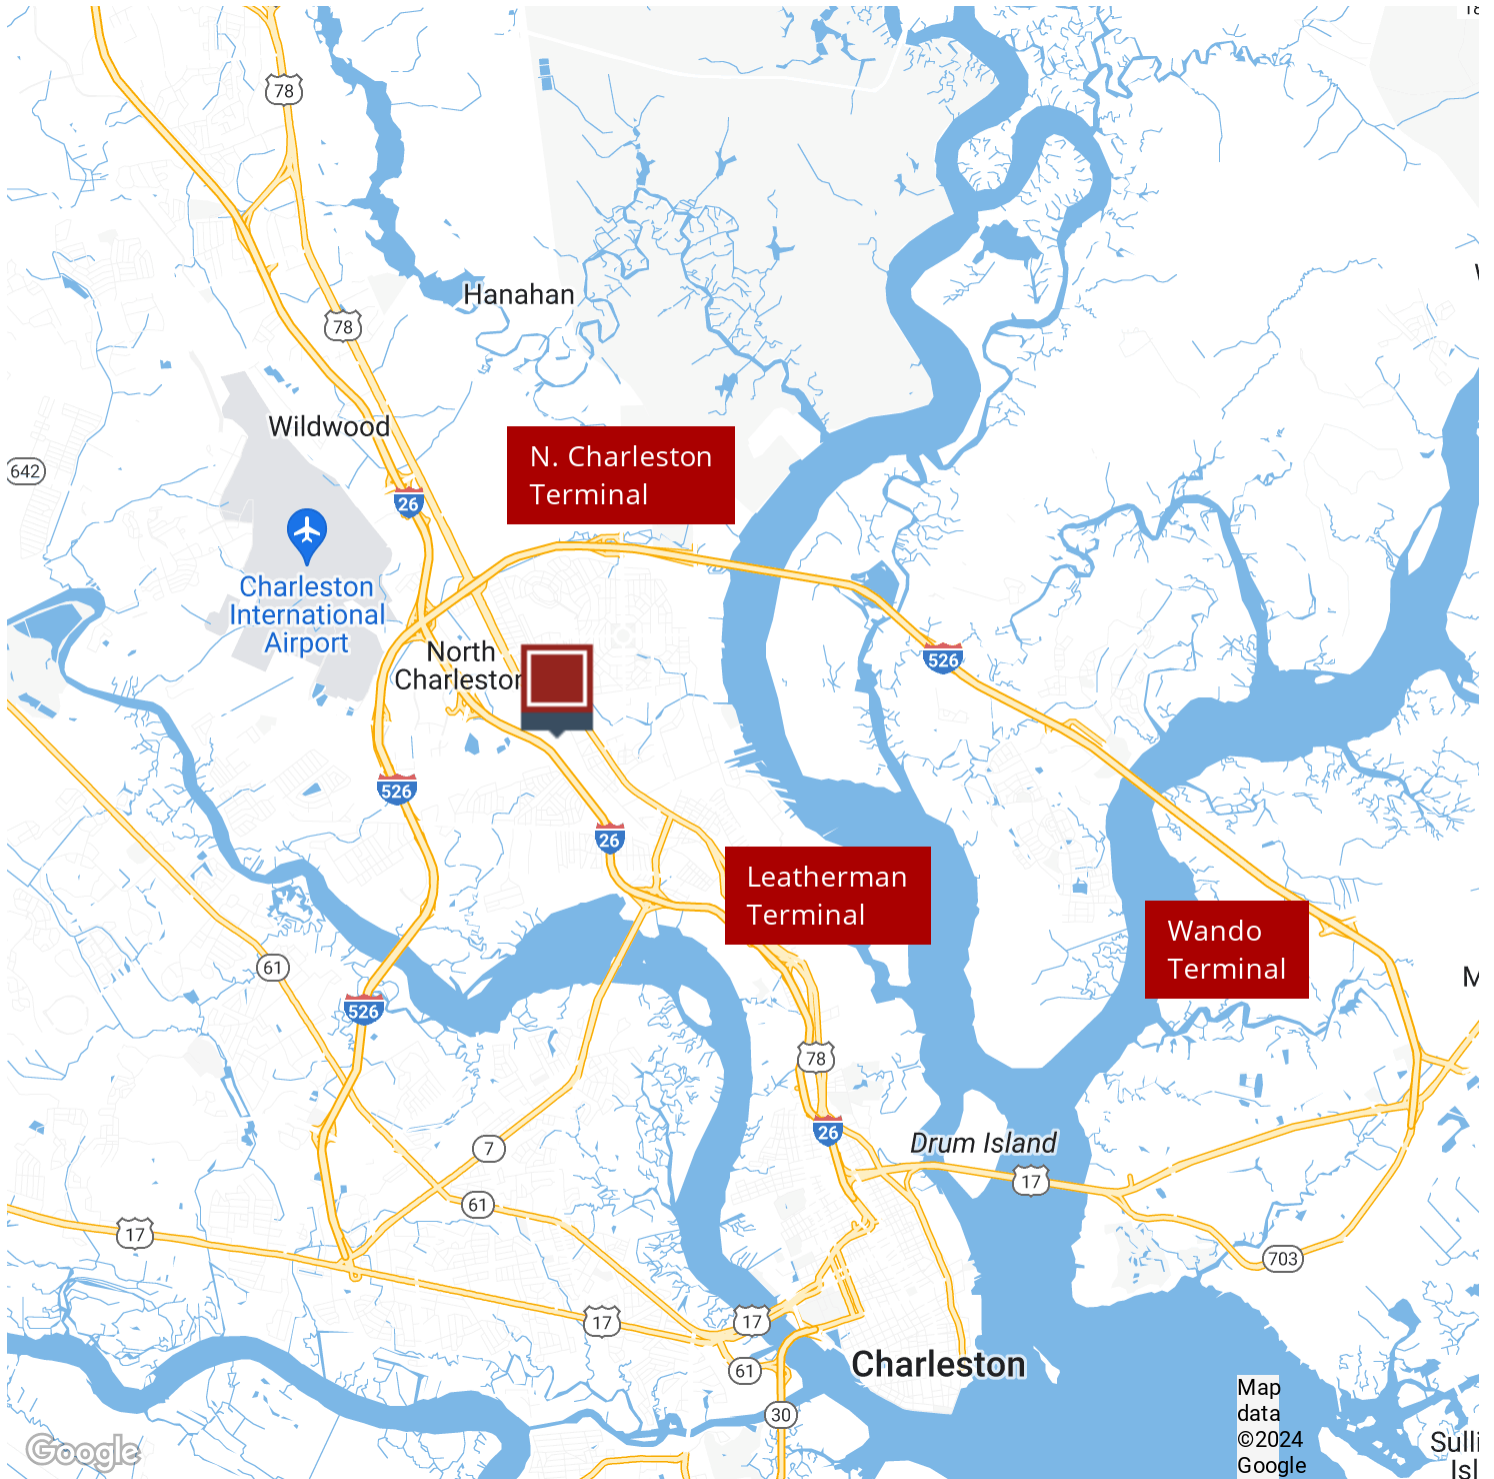 78
Hanahan
78
Wildwood
642
N. Charleston
Terminal
26
Charleston
International
Airport
North
Charleston
526
526
26
Leatherman
Terminal
Wando
Terminal
61
526
78
26
Drum Island
7
17
61
17
703
17
17
61
Charleston
30
Map
data
©2024
Google
Google
Sulli
Isl